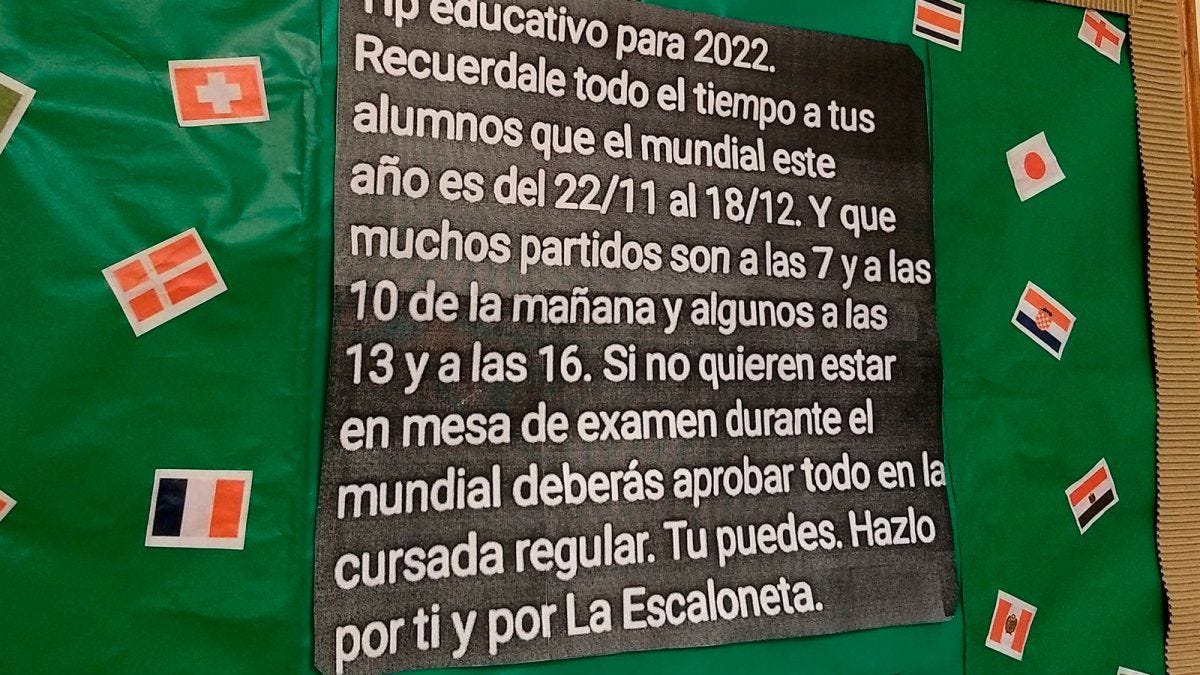 Tip educativo para 2022.
Recuerdale todo el tiempo a tus
alumnos que el mundial este
año es del 22/11 al 18/12. Y que
muchos partidos son a las 7 y a las
10 de la mañana y algunos a las
13 y a las 16. Si no quieren estar
en mesa de examen durante el
mundial deberás aprobar todo en la
cursada regular. Tu puedes. Hazlo
por ti y por La Escaloneta.